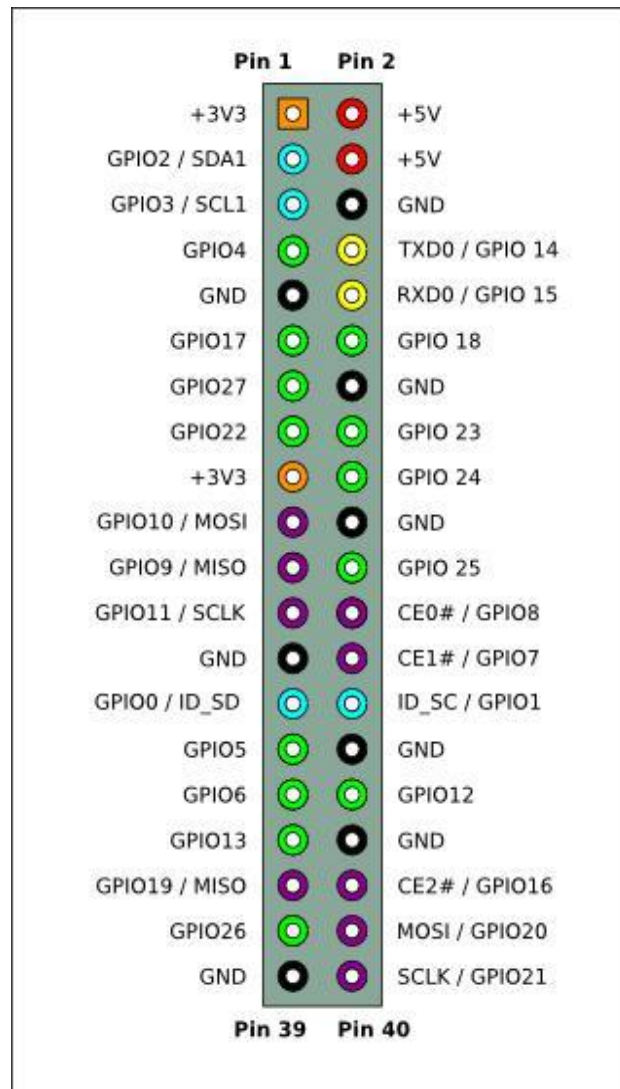 Pin 1 Pin 2
+3V3 +5V
GPIO2 / SDA1 +5V
GPIO3 / SCL1 GND
GPIO4 TXD0 / GPIO 14
GND RXD0 / GPIO 15
GPIO17 GPIO 18
GPIO27 GND
GPIO22 GPIO 23
+3V3 GPIO 24
GPIO10 / MOSI GND
GPIO9 / MISO GPIO 25
GPIO11 / SCLK CE0# / GPIO8
GND CE1# / GPIO7
GPIO0 / ID_SD ID_SC / GPIO1
GPIO5 GND
GPIO6 GPIO12
GPIO13 GND
GPIO19 / MISO CE2# / GPIO16
GPIO26 MOSI / GPIO20
GND SCLK / GPIO21
Pin 39 Pin 40